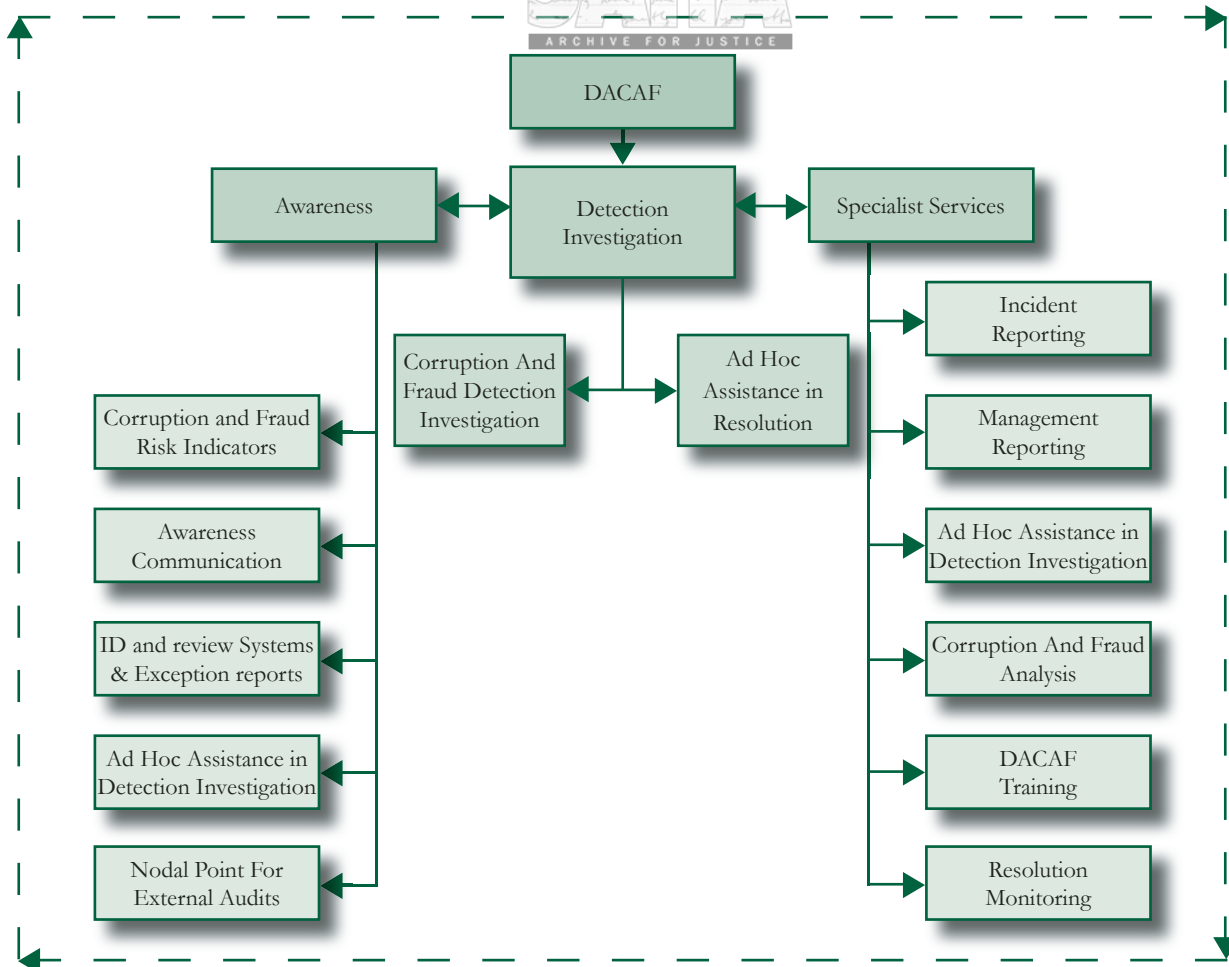 ARCHIVE FOR JUSTICE
DACAF
Awareness
Detection
Investigation
Specialist Services
Corruption And
Fraud Detection
Investigation
Ad Hoc
Assistance in
Resolution
Corruption and Fraud
Risk Indicators
Awareness
Communication
ID and review Systems
& Exception reports
Ad Hoc Assistance in
Detection Investigation
Nodal Point For
External Audits
Incident
Reporting
Management
Reporting
Ad Hoc Assistance in
Detection Investigation
Corruption And Fraud
Analysis
DACAF
Training
Resolution
Monitoring